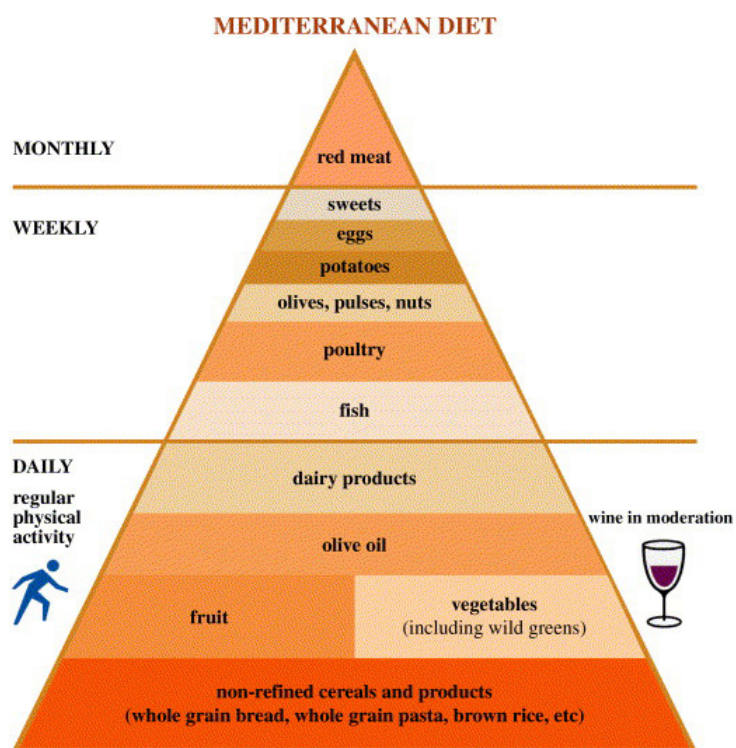 MEDITERRANEAN DIET
MONTHLY
red meat
sweets
WEEKLY
eggs
potatoes
olives, pulses, nuts
poultry
fish
DAILY
regular
physical
activity
dairy products
wine in moderation
olive oil
fruit
vegetables
(including wild greens)
non-refined cereals and products
(whole grain bread, whole grain pasta, brown rice, etc)